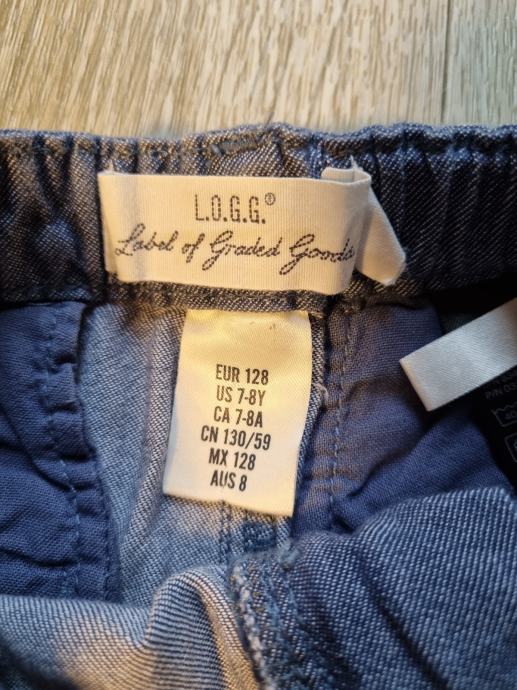 L.O.G.G.®
Label of Graded Goods
EUR 128
US 7-8Y
CA 7-8A
CN 130/59
MX 128
AUS 8